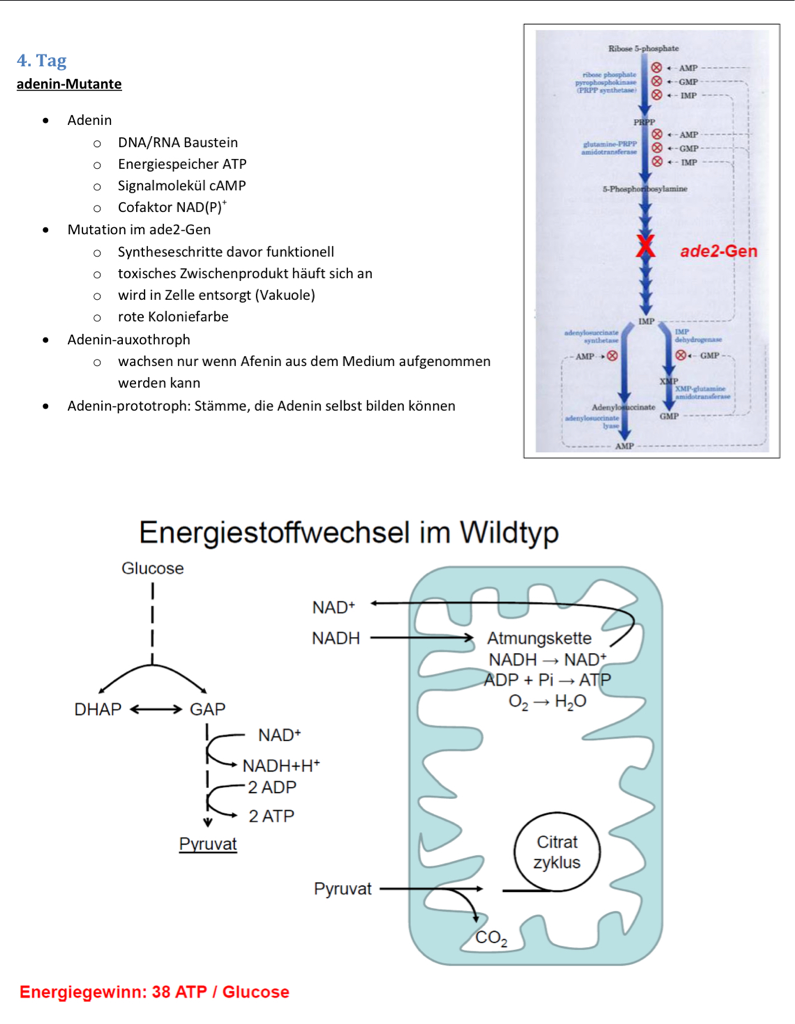 4. Tag
adenin-Mutante
• Adenin
o DNA/RNA Baustein
o Energiespeicher ATP
o Signalmolekül cAMP
o Cofaktor NAD(P)+
• Mutation im ade2-Gen
o Syntheseschritte davor funktionell
o toxisches Zwischenprodukt häuft sich an
o wird in Zelle entsorgt (Vakuole)
o rote Koloniefarbe
• Adenin-auxothroph
o wachsen nur wenn Afenin aus dem Medium aufgenommen
werden kann
• Adenin-prototroph: Stämme, die Adenin selbst bilden können
Ribose 5-phosphate
ribose phosphate
pyrophosphokinase
(PRPP synthetase)
AMP
GMP
IMP
PRPP
glutamine-PRPP
amidotransferase
AMP
GMP
IMP
5-Phosphoribosylamine
X
ade2-Gen
IMP
adenylosuccinate
synthetase
IMP
dehydrogenase
AMP
GMP
XMP
XMP-glutamine
amidotransferase
Adenylosuccinate
GMP
adenylosuccinate
lyase
AMP
Energiestoffwechsel im Wildtyp
Glucose
DHAP
GAP
NAD+
NADH+H+
2 ADP
2 ATP
Pyruvat
NAD+
NADH
Atmungskette
NADH → NAD+
ADP + Pi → ATP
O2 → H2O
Citrat
zyklus
Pyruvat
CO2
Energiegewinn: 38 ATP / Glucose